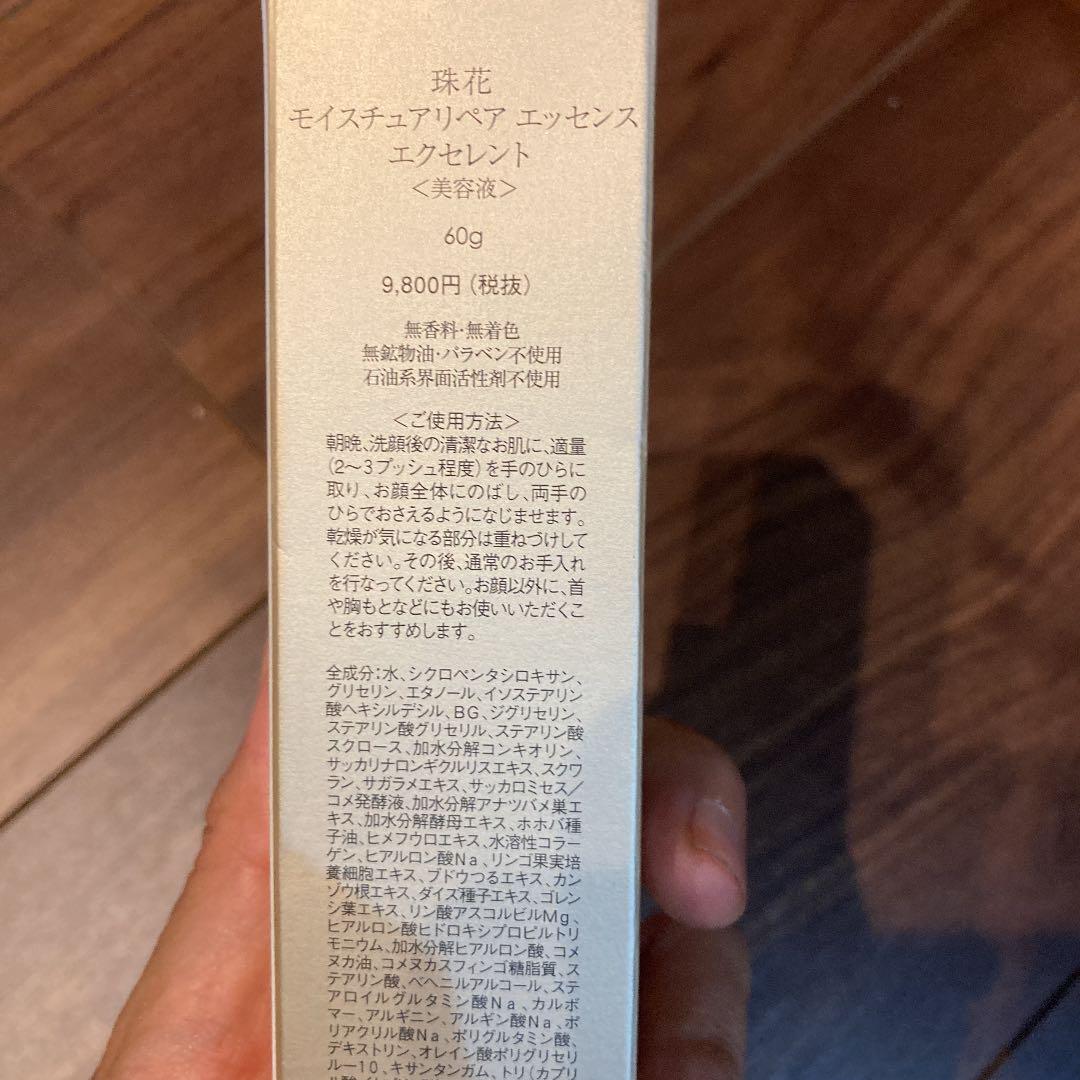 珠花
モイスチュアリペア エッセンス
エクセレント
＜美容液＞
60g
9,800円（税抜）
無香料・無着色
無鉱物油・パラベン不使用
石油系界面活性剤不使用
＜ご使用方法＞
朝晩、洗顔後の清潔なお肌に、適量
（2〜3プッシュ程度）を手のひらに
取り、お顔全体にのばし、両手の
ひらでおさえるようになじませます。
乾燥が気になる部分は重ねづけして
ください。その後、通常のお手入れ
を行なってください。お顔以外に、首
や胸もとなどにもお使いいただくこ
とをおすすめします。
全成分：水、シクロペンタシロキサン、
グリセリン、エタノール、イソステアリン
酸ヘキシルデシル、BG、ジグリセリン、
ステアリン酸グリセリル、ステアリン酸
スクロース、加水分解コンキオリン、
サッカリナロンギクルリスエキス、スクワ
ラン、サガラメエキス、サッカロミセス／
コメ発酵液、加水分解アナツバメ巣エ
キス、加水分解酵母エキス、ホホバ種
子油、ヒメフウロエキス、水溶性コラー
ゲン、ヒアルロン酸Na、リンゴ果実培
養細胞エキス、ブドウつるエキス、カン
ゾウ根エキス、ダイズ種子エキス、ゴレン
シ葉エキス、リン酸アスコルビルMg、
ヒアルロン酸ヒドロキシプロピルトリ
モニウム、加水分解ヒアルロン酸、コメ
ヌカ油、コメヌカスフィンゴ糖脂質、ス
テアリン酸、ベヘニルアルコール、ステ
アロイルグルタミン酸Na、カルボ
マー、アルギニン、アルギン酸Na、ポ
リアクリル酸Na、ポリグルタミン酸、
デキストリン、オレイン酸ポリグリセリ
ル－10、キサンタンガム、トリ（カプリ